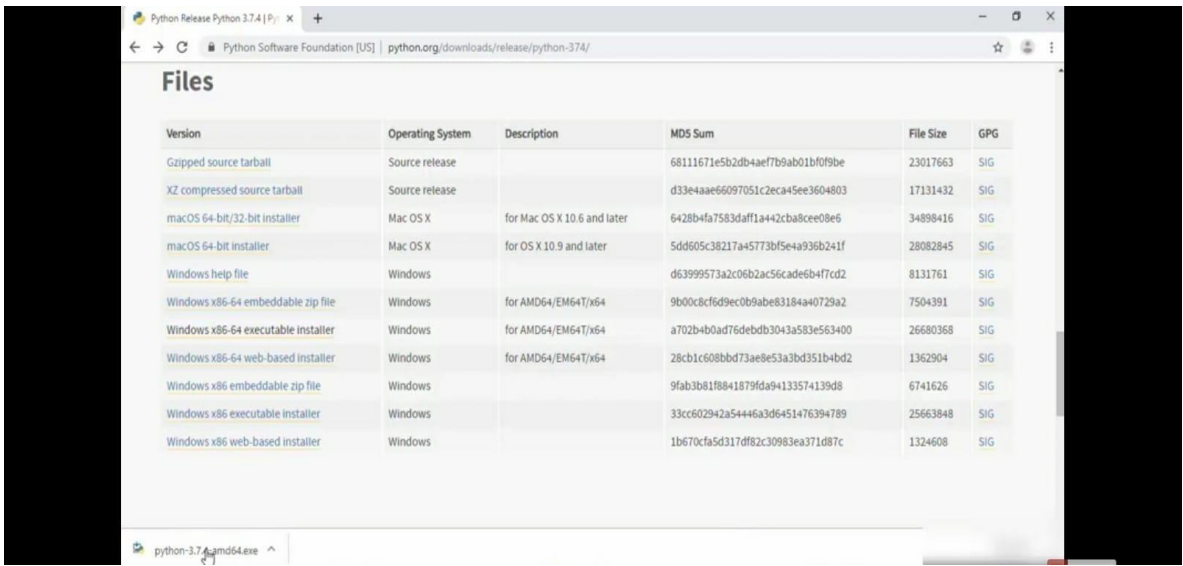 Python Release Python 3.7.4 | Py
Python Software Foundation [US] | python.org/downloads/release/python-374/
Files
Version Operating System Description MD5 Sum File Size GPG
Gzipped source tarball Source release 68111671e5b2db4aef7b9ab01bf0f9be 23017663 SIG
XZ compressed source tarball Source release d33e4aae66097051c2eca45ee3604803 17131432 SIG
macOS 64-bit/32-bit installer Mac OS X for Mac OS X 10.6 and later 6428b4fa7583daff1a442cba8cee08e6 34898416 SIG
macOS 64-bit installer Mac OS X for OS X 10.9 and later 5dd605c38217a45773bf5e4a936b241f 28082845 SIG
Windows help file Windows d63999573a2c06b2ac56cade6b4f7cd2 8131761 SIG
Windows x86-64 embeddable zip file Windows for AMD64/EM64T/x64 9b00c8cf6d9ec0b9abe83184a40729a2 7504391 SIG
Windows x86-64 executable installer Windows for AMD64/EM64T/x64 a702b4b0ad76debdb3043a583e563400 26680368 SIG
Windows x86-64 web-based installer Windows for AMD64/EM64T/x64 28cb1c608bbd73ae8e53a3bd351b4bd2 1362904 SIG
Windows x86 embeddable zip file Windows 9fab3b81f8841879fda94133574139d8 6741626 SIG
Windows x86 executable installer Windows 33cc602942a54446a3d6451476394789 25663848 SIG
Windows x86 web-based installer Windows 1b670cfa5d317df82c30983ea371d87c 1324608 SIG
python-3.7.4-amd64.exe